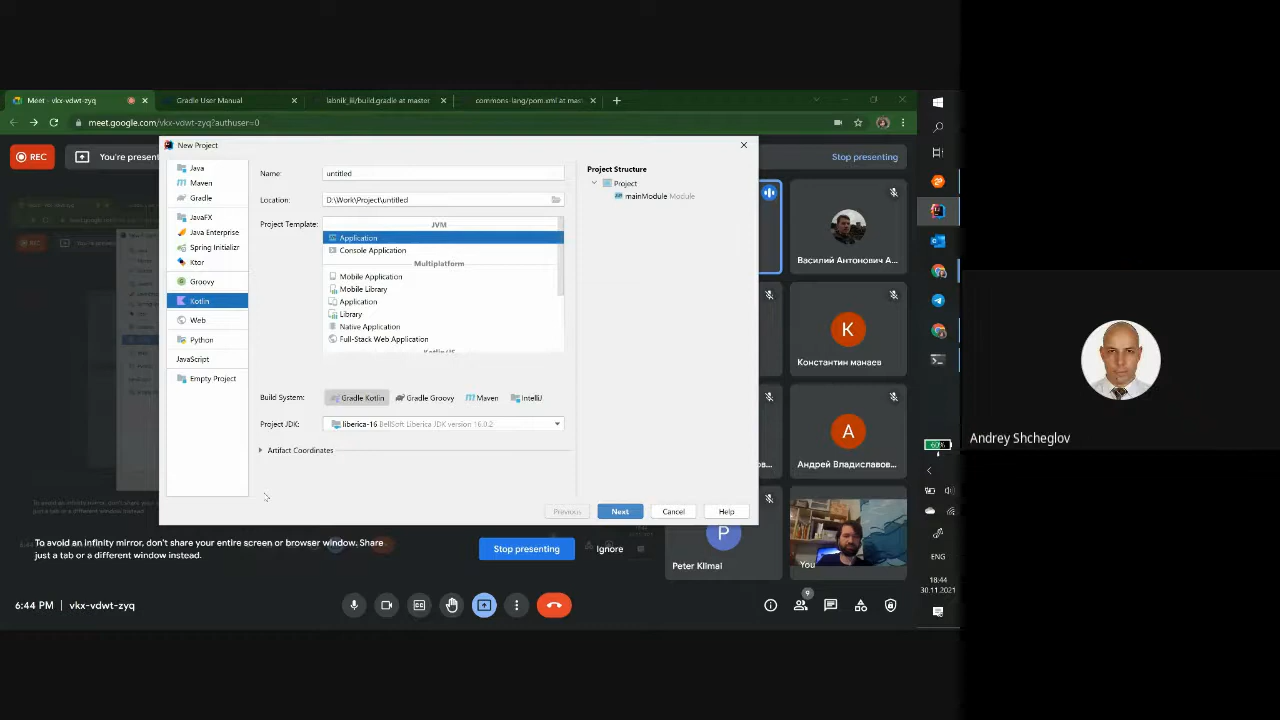 Meet - vkx-vdwt-zyq
Gradle User Manual
labnik_iii/build.gradle at master
commons-lang/pom.xml at mast
meet.google.com/vkx-vdwt-zyq?authuser=0
REC
You're present
Stop presenting
New Project
Java
Maven
Gradle
JavaFX
Java Enterprise
Spring Initializr
Ktor
Groovy
Kotlin
Web
Python
JavaScript
Empty Project
Name:
untitled
Location:
D:\Work\Project\untitled
Project Template:
JVM
Application
Console Application
Multiplatform
Mobile Application
Mobile Library
Application
Library
Native Application
Full-Stack Web Application
Kotlin/JS
Build System:
Gradle Kotlin
Gradle Groovy
Maven
IntelliJ
Project JDK:
liberica-16 BellSoft Liberica JDK version 16.0.2
Artifact Coordinates
Project Structure
Project
mainModule Module
Previous
Next
Cancel
Help
To avoid an infinity mirror, don't share your entire screen or browser window. Share
just a tab or a different window instead.
Stop presenting
Ignore
Василий Антонович А...
К
Константин манаев
А
Андрей Владиславов...
P
Peter Klimai
You
6:44 PM | vkx-vdwt-zyq
9
60%
ENG
18:44
30.11.2021
Andrey Shcheglov